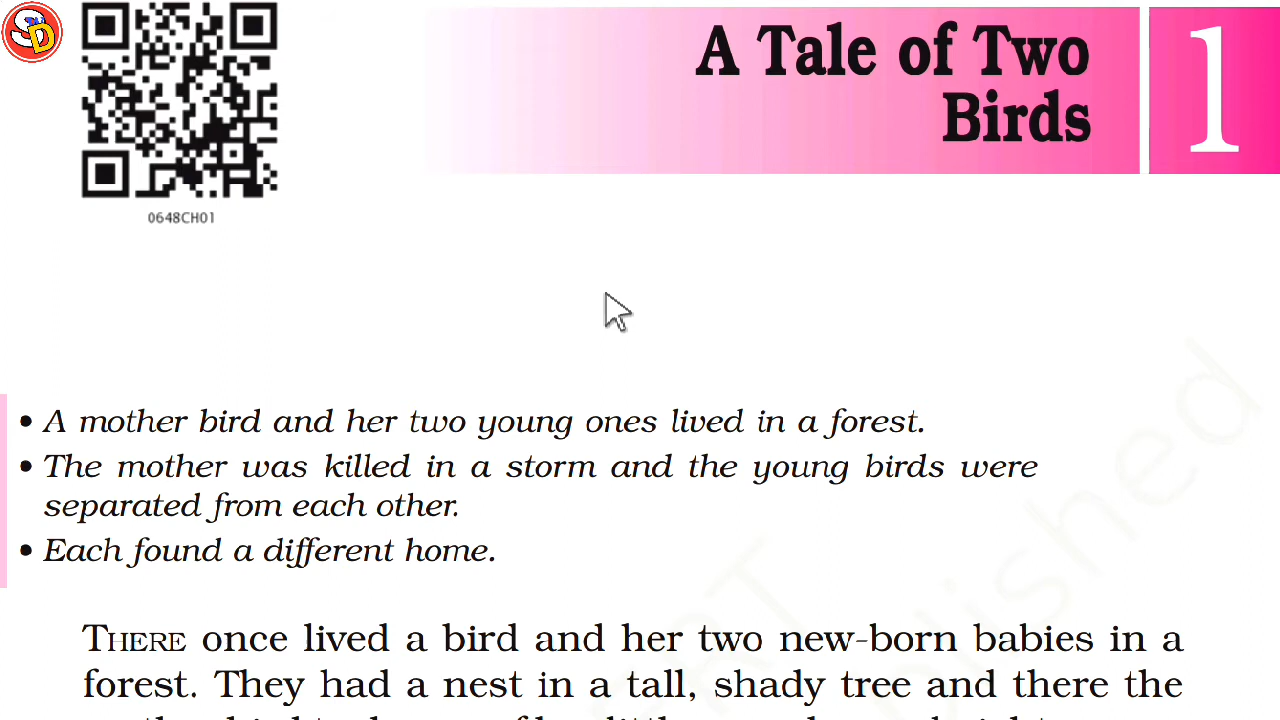 SD
A Tale of Two
Birds
1
0648CH01
• A mother bird and her two young ones lived in a forest.
• The mother was killed in a storm and the young birds were
separated from each other.
• Each found a different home.
THERE once lived a bird and her two new-born babies in a
forest. They had a nest in a tall, shady tree and there the